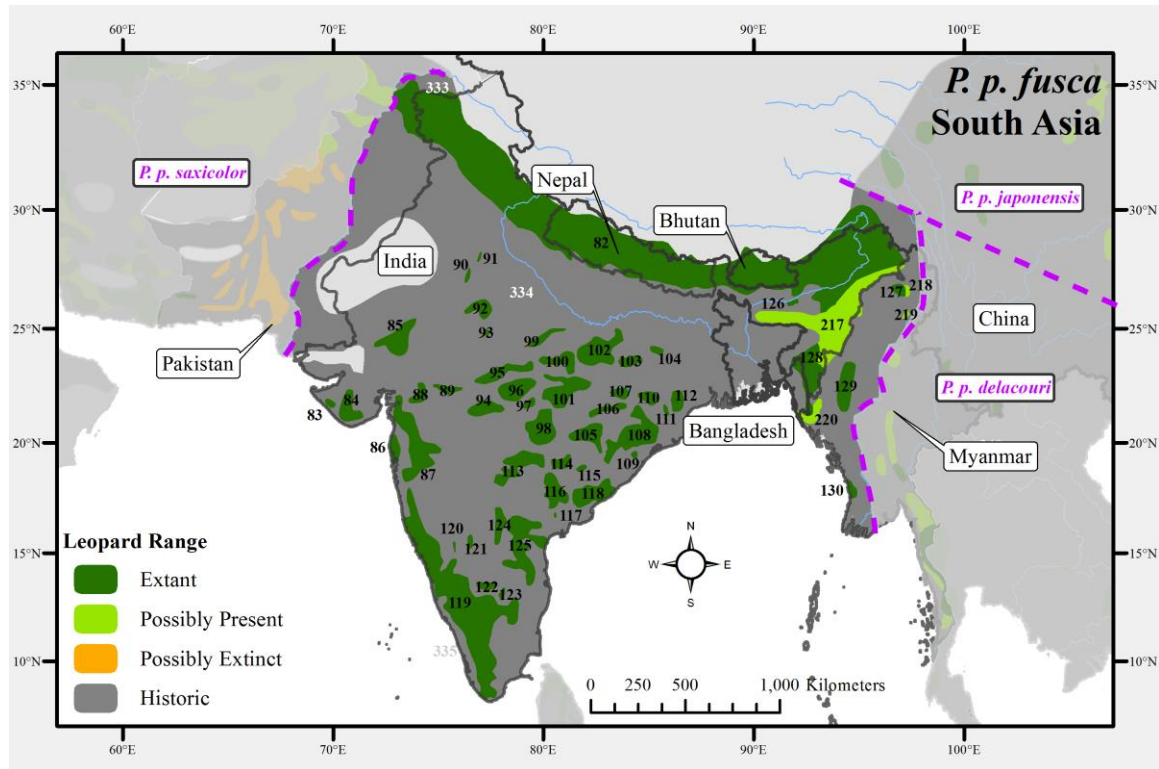 60°E 70°E 80°E 90°E 100°E
P. p. fusca
South Asia
35°N 35°N
333
P. p. saxicolor
Nepal
P. p. japonensis
Bhutan
30°N 30°N
82
India
90 91
334
126 127 218
92
219
China
93
217
25°N 25°N
85
99
Pakistan
100 102 103 104
128
95
P. p. delacouri
88 89 96 107 112 129
83 84 94 97 101 106 110
111
220
98 105 108
Bangladesh
20°N 20°N
86
Myanmar
87 113 114 109
115
116 118
130
117
120 124
Leopard Range
121 125
15°N 15°N
Extant
122
123
119
Possibly Present
N
W E
S
335
10°N 10°N
Possibly Extinct
0 250 500 1,000 Kilometers
Historic
60°E 70°E 80°E 90°E 100°E